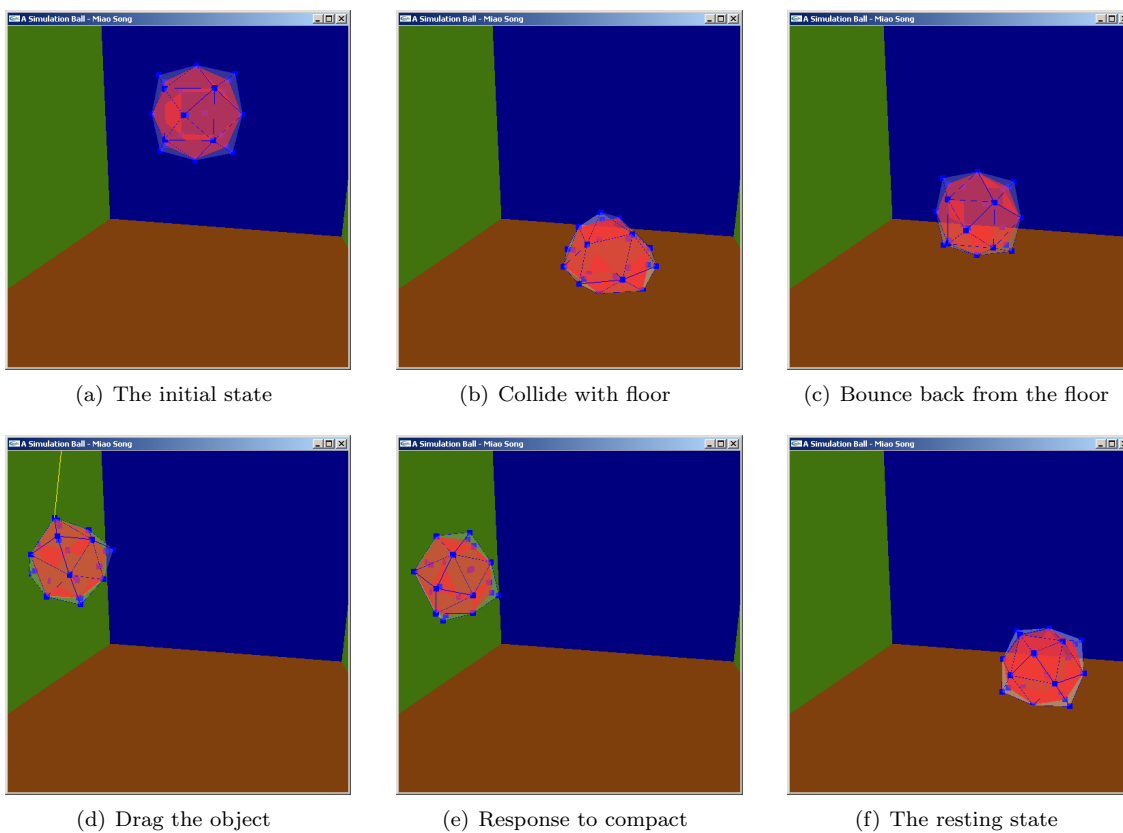 A Simulation Ball - Miao Song
A Simulation Ball - Miao Song
A Simulation Ball - Miao Song
(a) The initial state
(b) Collide with floor
(c) Bounce back from the floor
A Simulation Ball - Miao Song
A Simulation Ball - Miao Song
A Simulation Ball - Miao Song
(d) Drag the object
(e) Response to compact
(f) The resting state